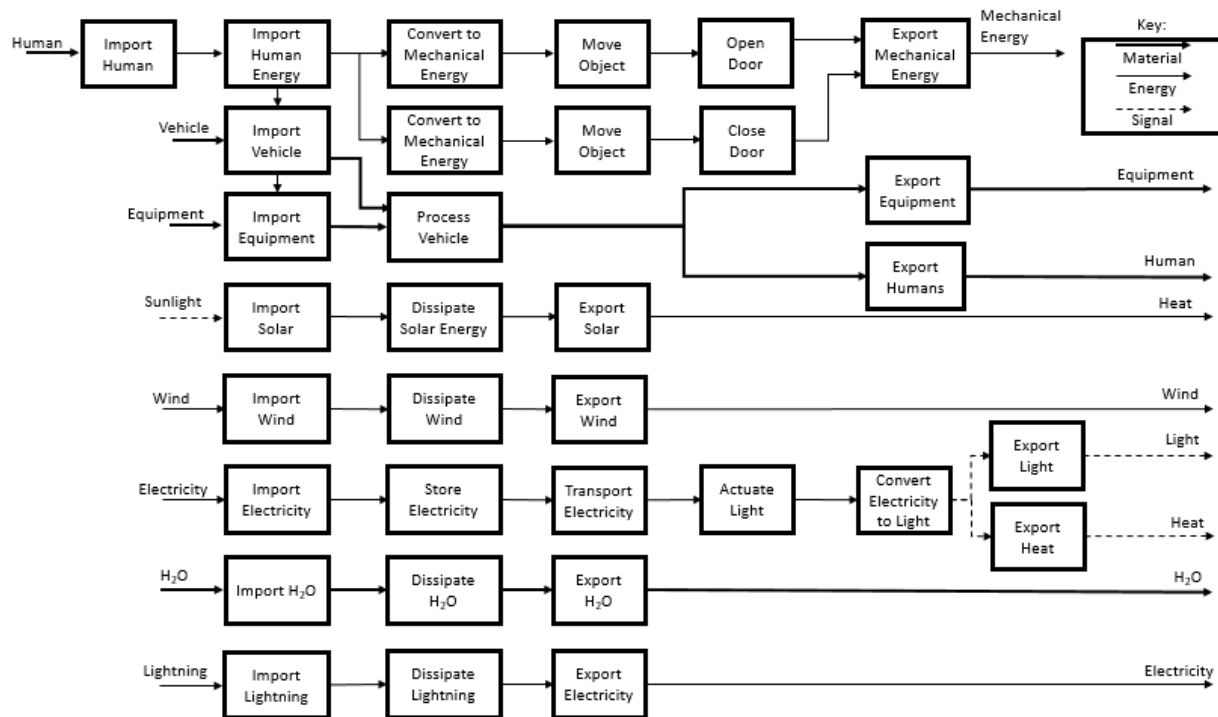 Human
Import
Human
Import
Human
Energy
Convert to
Mechanical
Energy
Move
Object
Open
Door
Export
Mechanical
Energy
Mechanical
Energy
Key:
Material
Energy
Signal
Vehicle
Import
Vehicle
Convert to
Mechanical
Energy
Move
Object
Close
Door
Equipment
Import
Equipment
Process
Vehicle
Export
Equipment
Equipment
Export
Humans
Human
Sunlight
Import
Solar
Dissipate
Solar Energy
Export
Solar
Heat
Wind
Import
Wind
Dissipate
Wind
Export
Wind
Wind
Electricity
Import
Electricity
Store
Electricity
Transport
Electricity
Actuate
Light
Convert
Electricity
to Light
Export
Light
Light
Export
Heat
Heat
H₂O
Import H₂O
Dissipate
H₂O
Export
H₂O
H₂O
Lightning
Import
Lightning
Dissipate
Lightning
Export
Electricity
Electricity